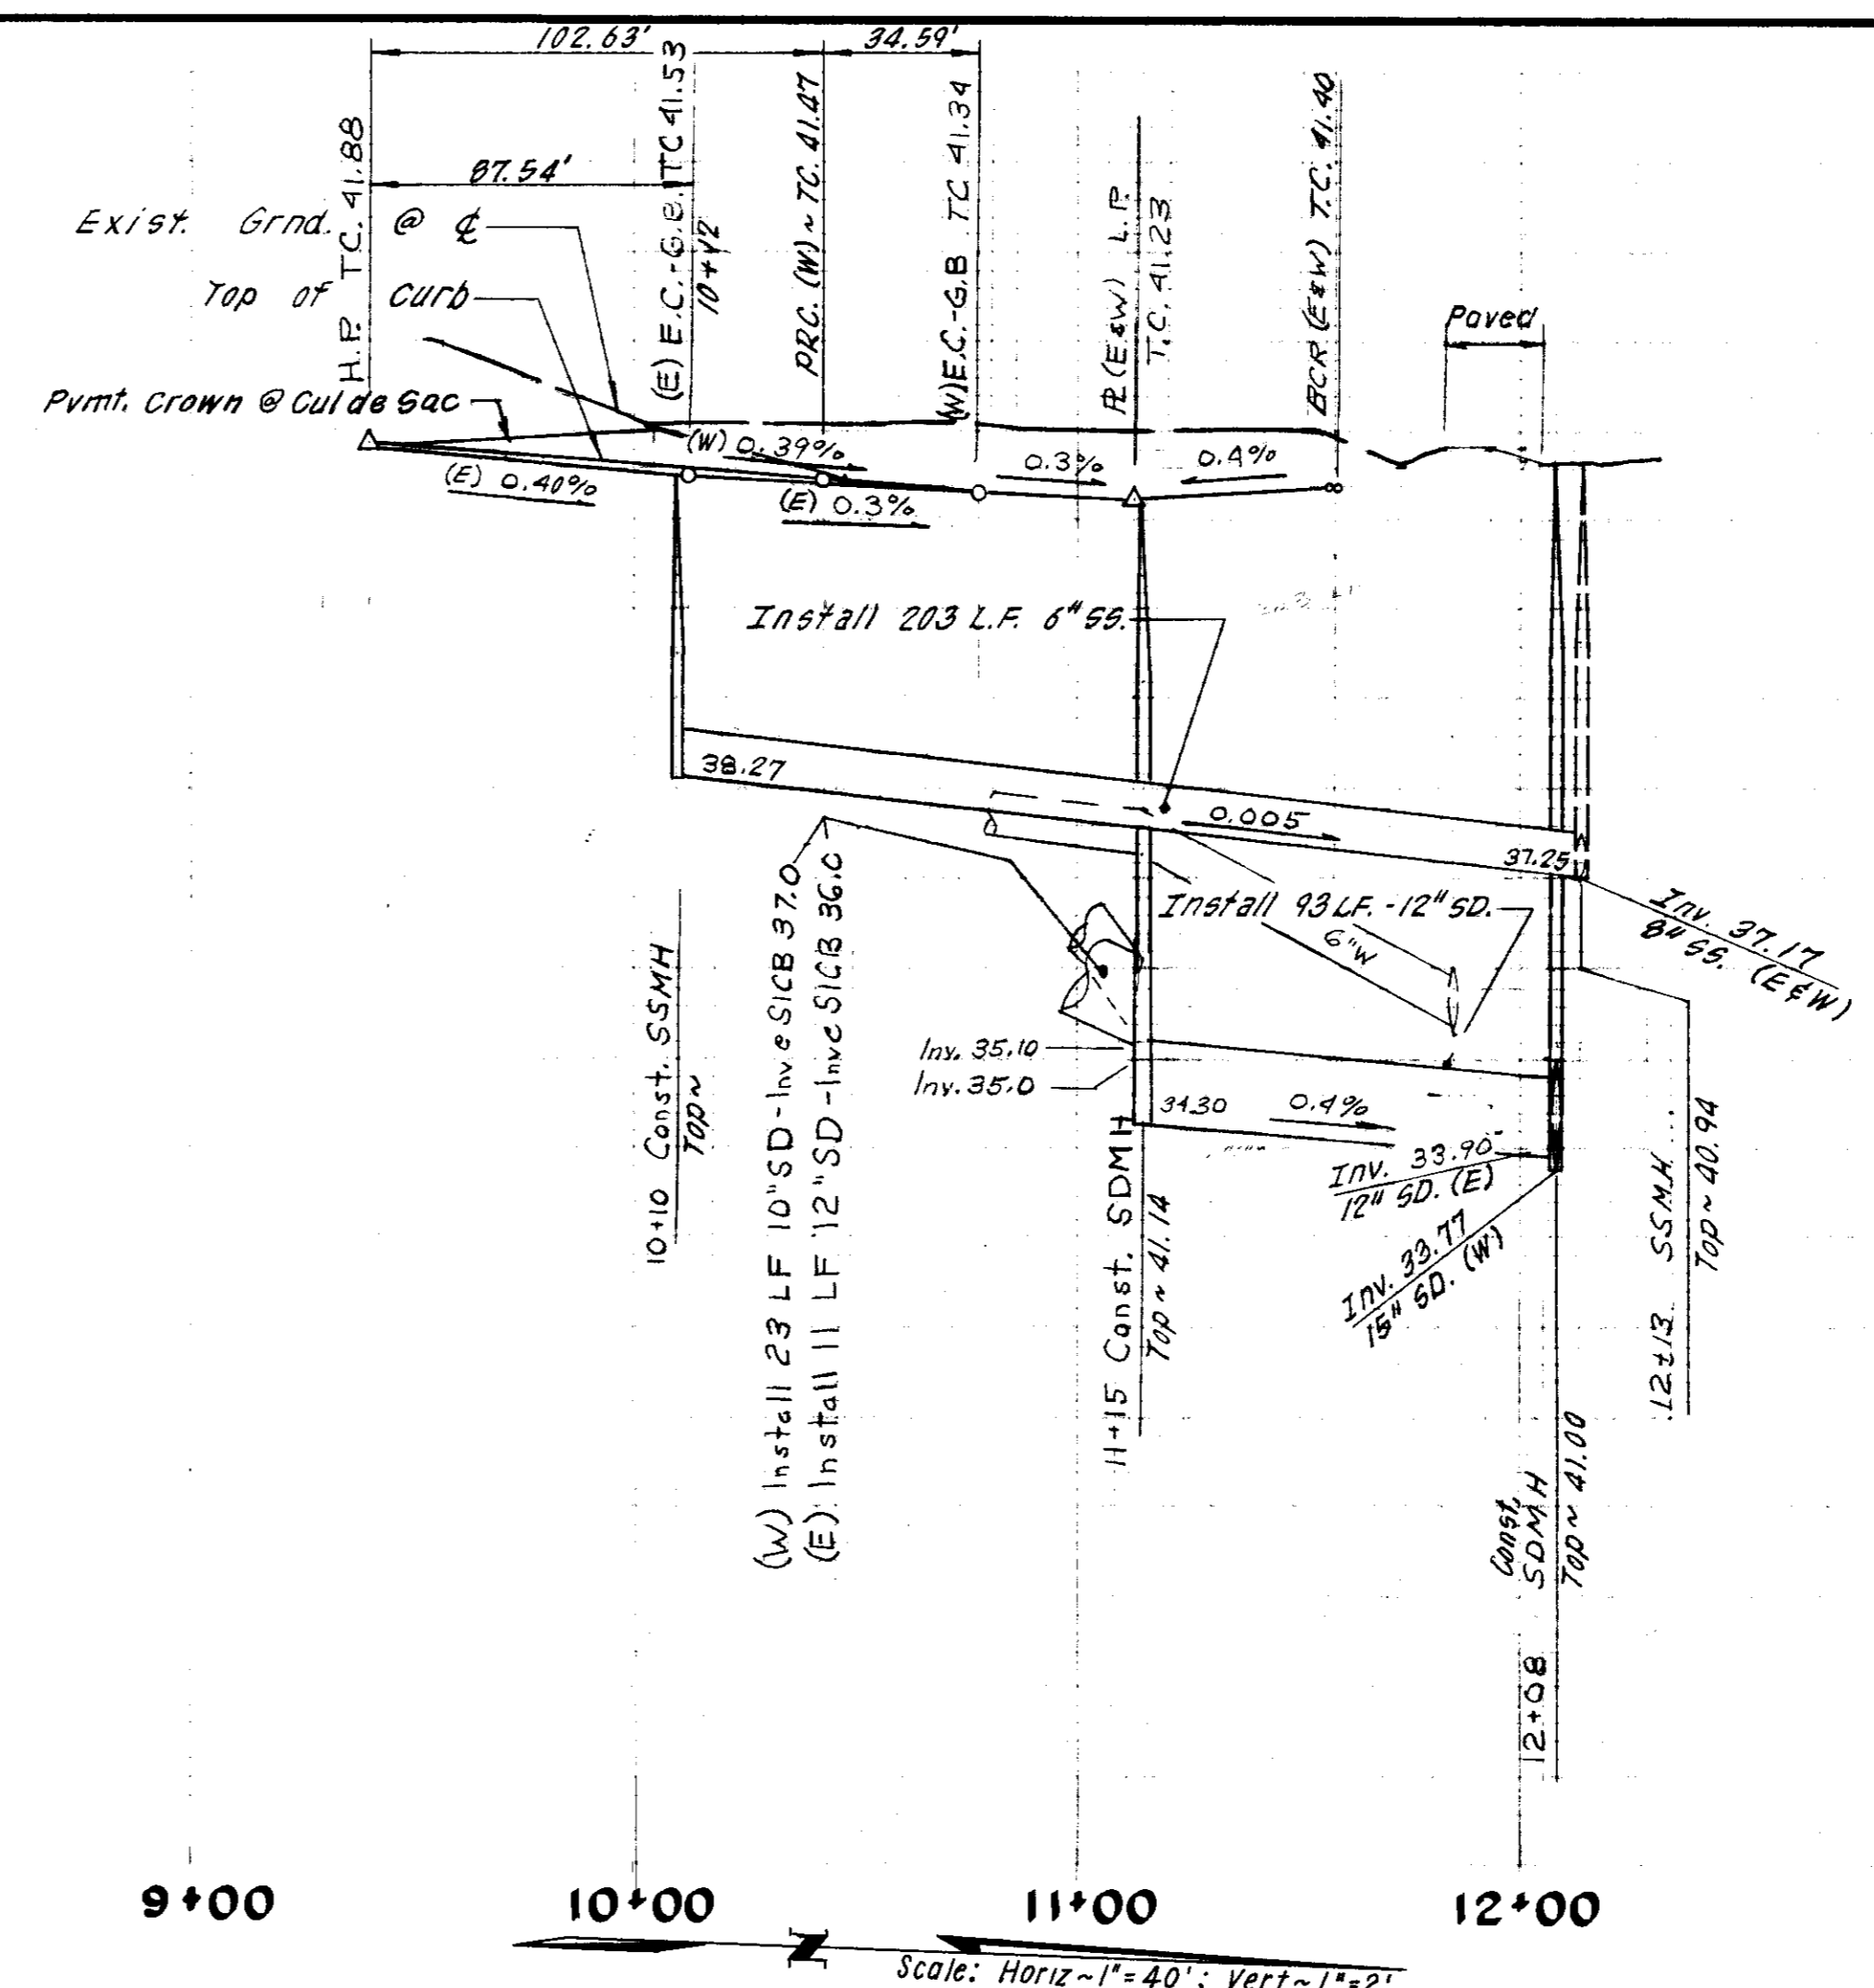 102.63'
34.59'
87.54'
H.P. T.C. 41.88
(E) E.C.-G.B. TC 41.53
10+12
PRC. (W) ~ TC. 41.47
(W) E.C.-G.B TC 41.34
PL (E&W) L.P.
T.C. 41.23
BCR (E&W) T.C. 41.40
Exist. Grnd. @ ℄
Top of Curb
Pvmt. Crown @ Cul de Sac
Paved
(W) 0.39%
(E) 0.40%
(E) 0.3%
0.3%
0.4%
Install 203 L.F. 6" SS.
38.27
0.005
37.25
Install 93 LF. - 12" SD.
6" W
Inv. 37.17
8" SS. (E & W)
Inv. 35.10
Inv. 35.0
34.30
0.4%
Inv. 33.90
12" SD. (E)
Inv. 33.77
15" SD. (W)
10+10 Const. SSMH
Top ~
(W) Install 23 LF 10" SD - Inv e SICB 37.0
(E) Install 11 LF 12" SD - Inv e SICB 36.0
11+15 Const. SDMH
Top ~ 41.14
12+13 SSMH
Top ~ 40.94
Const.
12+08 SDMH
Top ~ 41.00
9+00
10+00
11+00
12+00
N
Scale: Horiz ~ 1" = 40' ; Vert ~ 1" = 2'